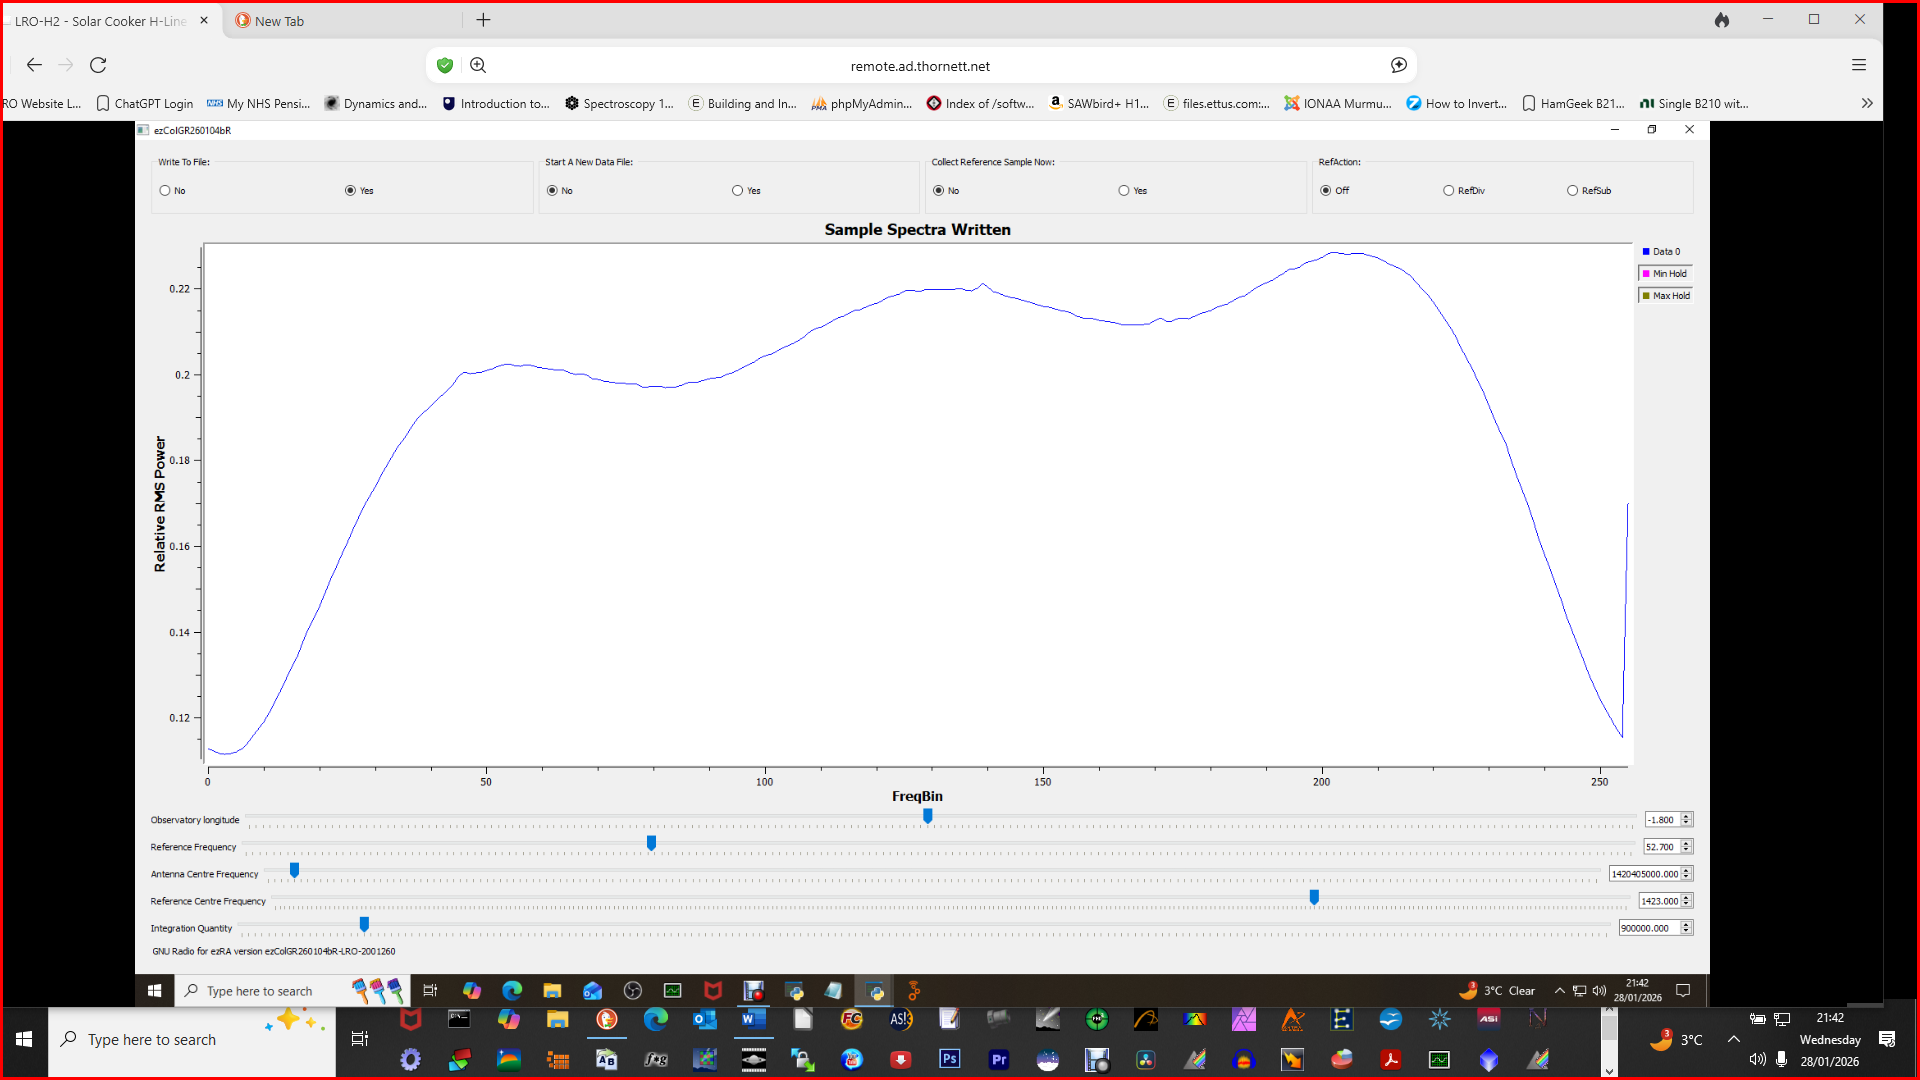 LRO-H2 - Solar Cooker H-Line
New Tab
remote.ad.thornett.net
RO Website L...
ChatGPT Login
My NHS Pensi...
Dynamics and...
Introduction to...
Spectroscopy 1...
Building and In...
phpMyAdmin...
Index of /softw...
SAWbird+ H1...
files.ettus.com:...
IONAA Murmu...
How to Invert...
HamGeek B21...
Single B210 wit...
ezColGR260104bR
Write To File:
No
Yes
Start A New Data File:
No
Yes
Collect Reference Sample Now:
No
Yes
RefAction:
Off
RefDiv
RefSub
Sample Spectra Written
Data 0
Min Hold
Max Hold
Relative RMS Power
0.22
0.2
0.18
0.16
0.14
0.12
0
50
100
150
200
250
FreqBin
Observatory longitude
-1.800
Reference Frequency
52.700
Antenna Centre Frequency
1420405000.000
Reference Centre Frequency
1423.000
Integration Quantity
900000.000
GNU Radio for ezRA version ezColGR260104bR-LRO-2001260
Type here to search
3°C Clear
21:42
28/01/2026
Type here to search
3°C
21:42
Wednesday
28/01/2026